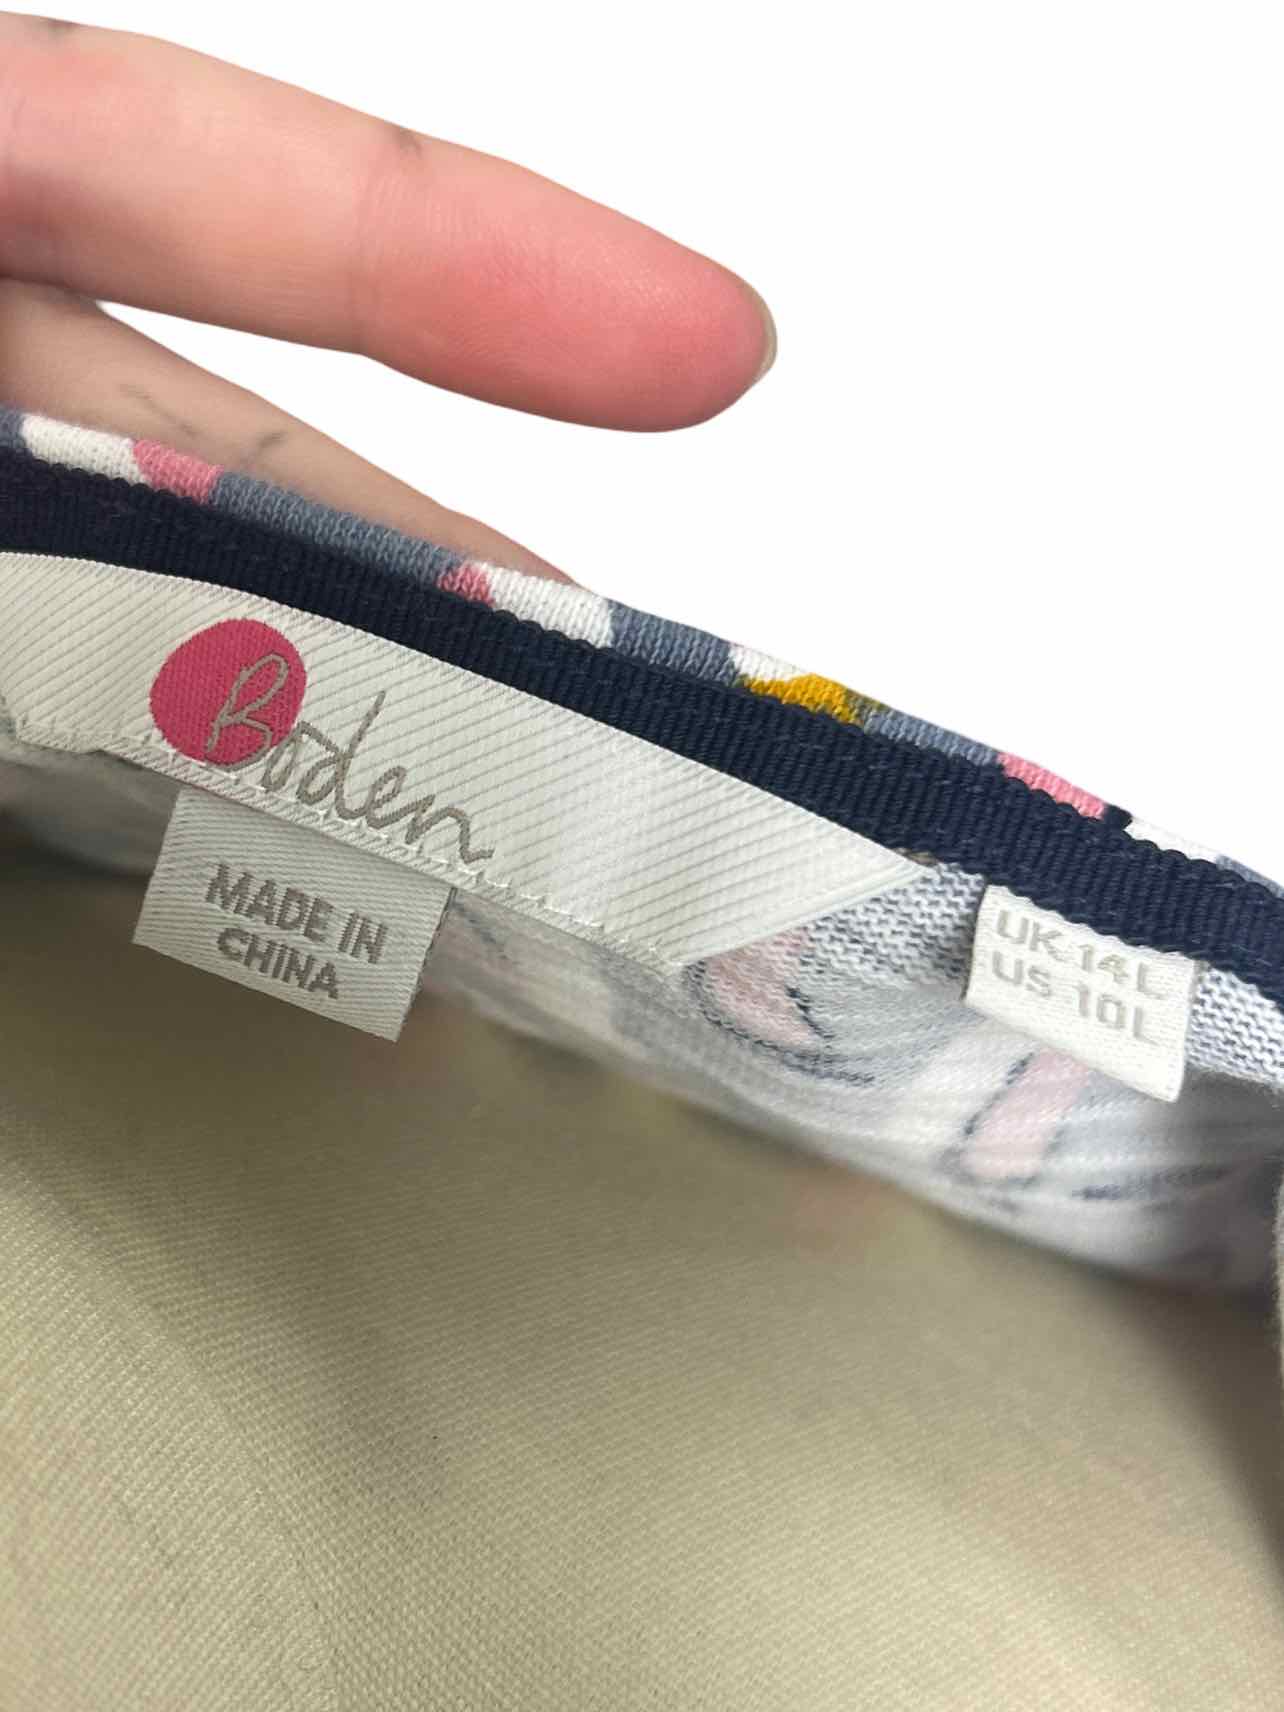 Boden
MADE IN
CHINA
UK 14L
US 10L